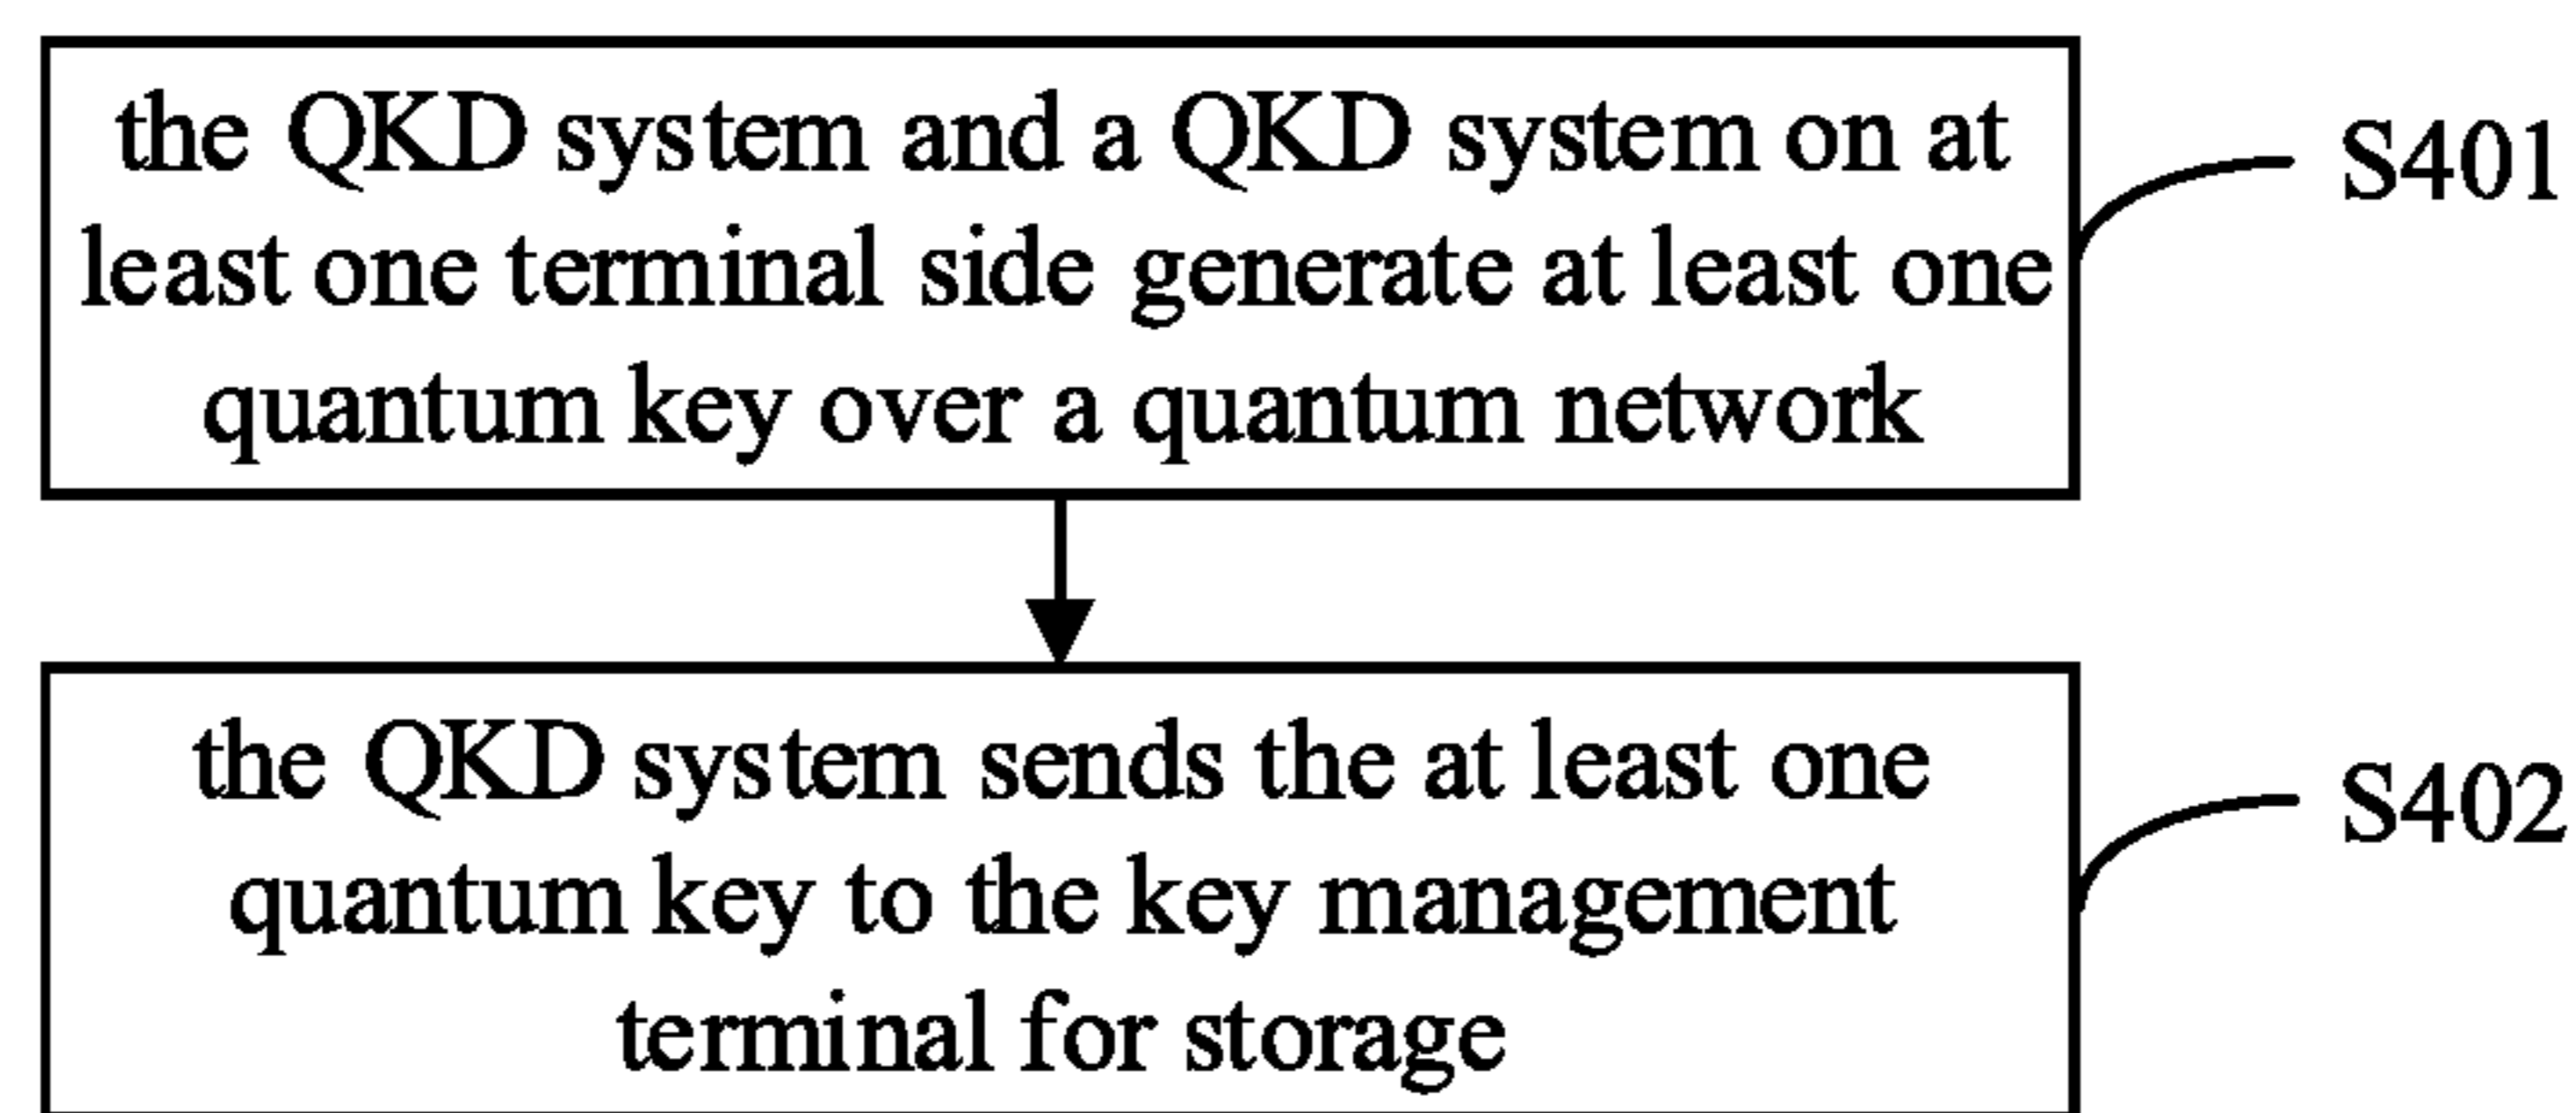 the QKD system and a QKD system on at
least one terminal side generate at least one
quantum key over a quantum network
S401
the QKD system sends the at least one
quantum key to the key management
terminal for storage
S402